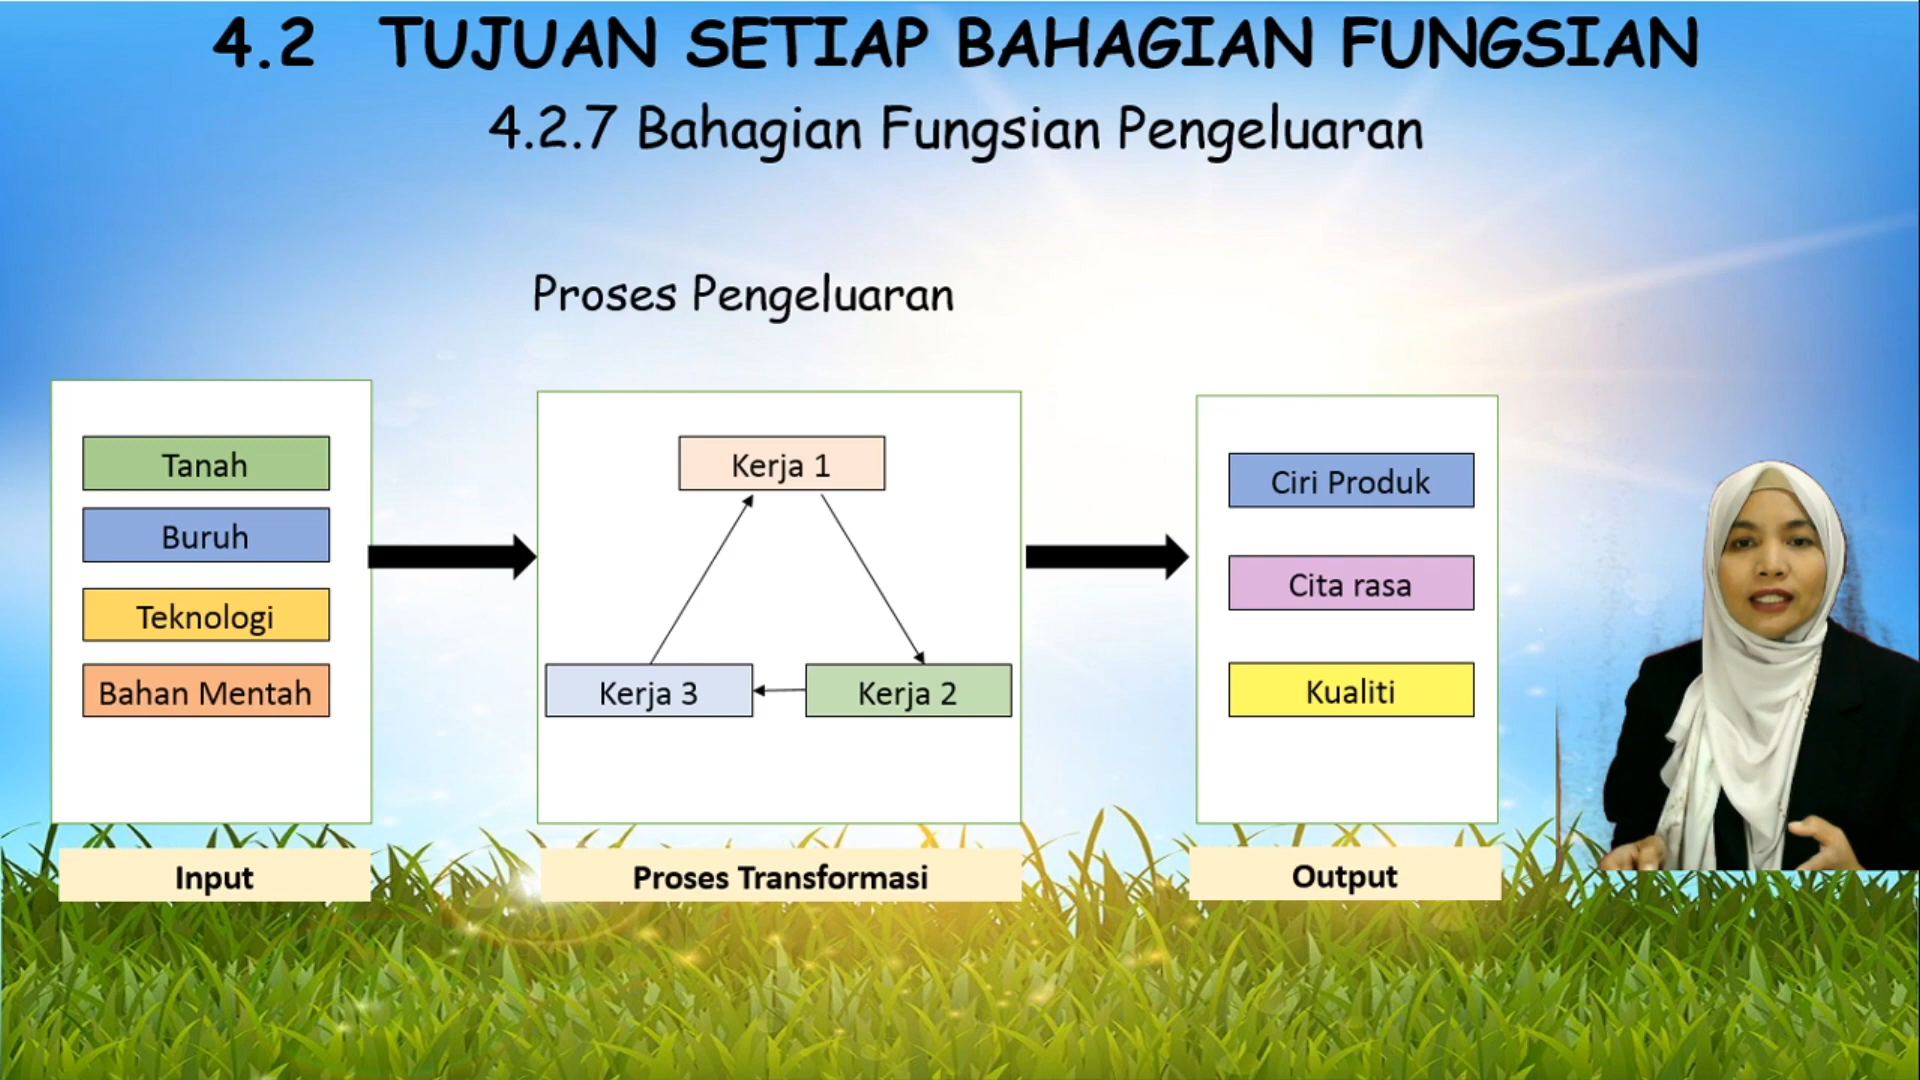 4.2 TUJUAN SETIAP BAHAGIAN FUNGSIAN
4.2.7 Bahagian Fungsian Pengeluaran
Proses Pengeluaran
Tanah
Buruh
Teknologi
Bahan Mentah
Input
Kerja 1
Kerja 3
Kerja 2
Proses Transformasi
Ciri Produk
Cita rasa
Kualiti
Output